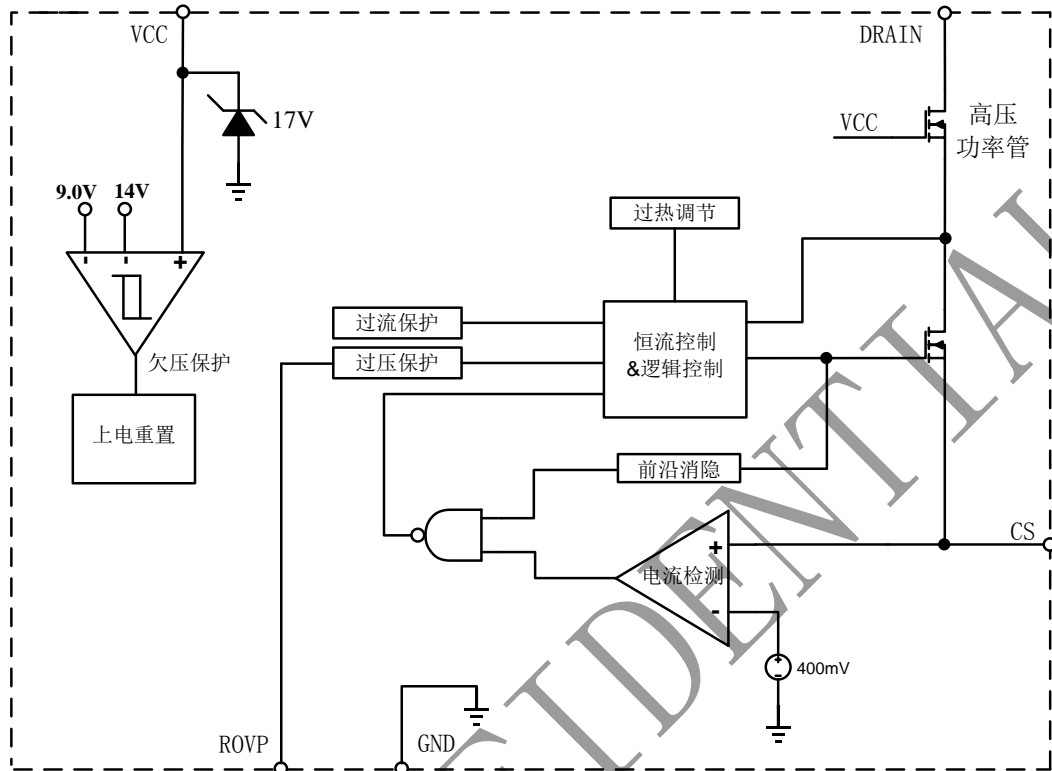 VCC
DRAIN
17V
VCC
高压
功率管
9.0V
14V
过热调节
过流保护
过压保护
恒流控制
&逻辑控制
欠压保护
上电重置
前沿消隐
CS
+
电流检测
-
400mV
ROVP
GND
FIDENTIAL